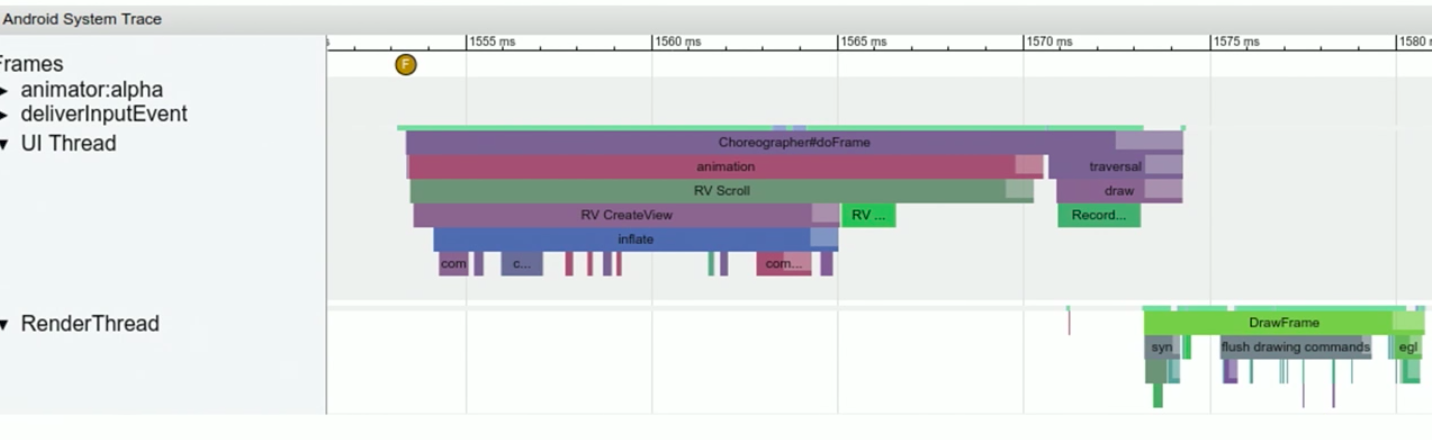 Android System Trace
1555 ms 1560 ms 1565 ms 1570 ms 1575 ms 1580
Frames
F
animator:alpha
deliverInputEvent
UI Thread
Choreographer#doFrame
animation traversal
RV Scroll draw
RV CreateView RV ... Record...
inflate
com c... com...
RenderThread
DrawFrame
syn flush drawing commands egl